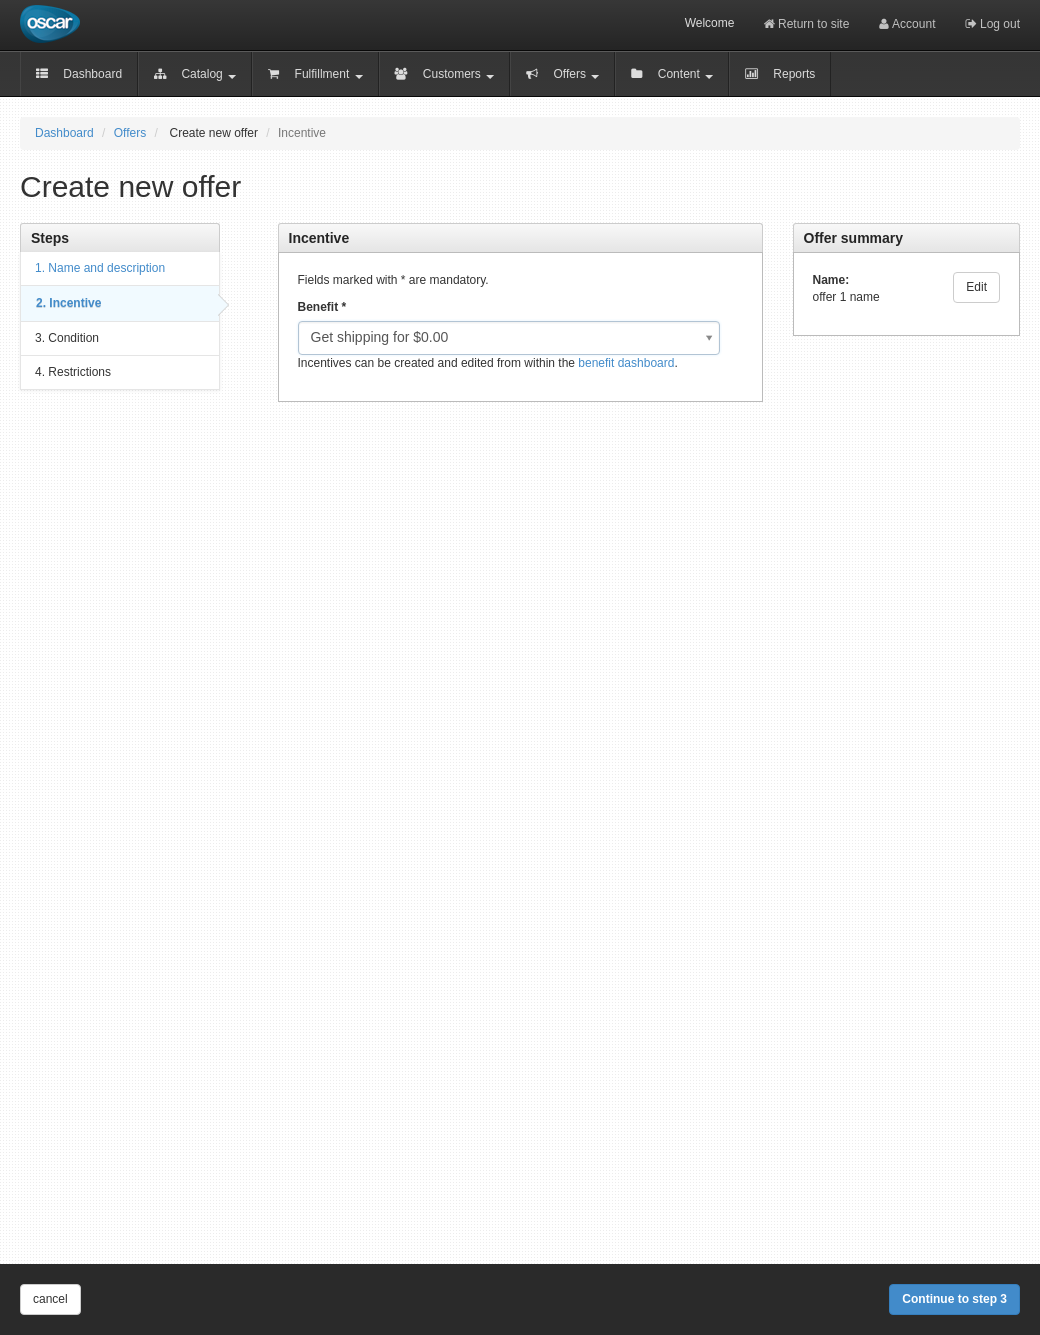 oscar
Welcome Return to site Account Log out
Dashboard Catalog Fulfillment Customers Offers Content Reports
Dashboard / Offers / Create new offer / Incentive
Create new offer
Steps
1. Name and description
2. Incentive
3. Condition
4. Restrictions
Incentive
Fields marked with * are mandatory.
Benefit *
Get shipping for $0.00
Incentives can be created and edited from within the benefit dashboard.
Offer summary
Name:
offer 1 name
Edit
cancel
Continue to step 3